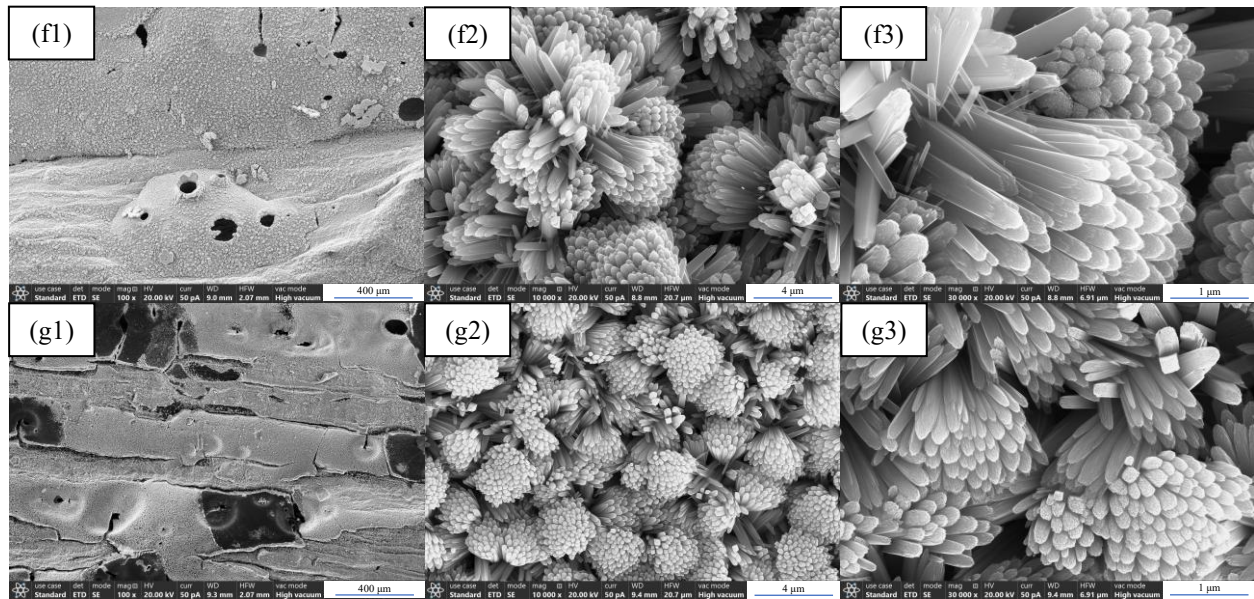 (f1) (f2) (f3)
use case det mode mag HV curr WD HFW vac mode
Standard ETD SE 100 x 20.00 kV 50 pA 9.0 mm 2.07 mm High vacuum
400 μm
use case det mode mag HV curr WD HFW vac mode
Standard ETD SE 10 000 x 20.00 kV 50 pA 8.8 mm 20.7 μm High vacuum
4 μm
use case det mode mag HV curr WD HFW vac mode
Standard ETD SE 30 000 x 20.00 kV 50 pA 8.8 mm 6.91 μm High vacuum
1 μm
(g1) (g2) (g3)
use case det mode mag HV curr WD HFW vac mode
Standard ETD SE 100 x 20.00 kV 50 pA 9.3 mm 2.07 mm High vacuum
400 μm
use case det mode mag HV curr WD HFW vac mode
Standard ETD SE 10 000 x 20.00 kV 50 pA 9.4 mm 20.7 μm High vacuum
4 μm
use case det mode mag HV curr WD HFW vac mode
Standard ETD SE 30 000 x 20.00 kV 50 pA 9.4 mm 6.91 μm High vacuum
1 μm